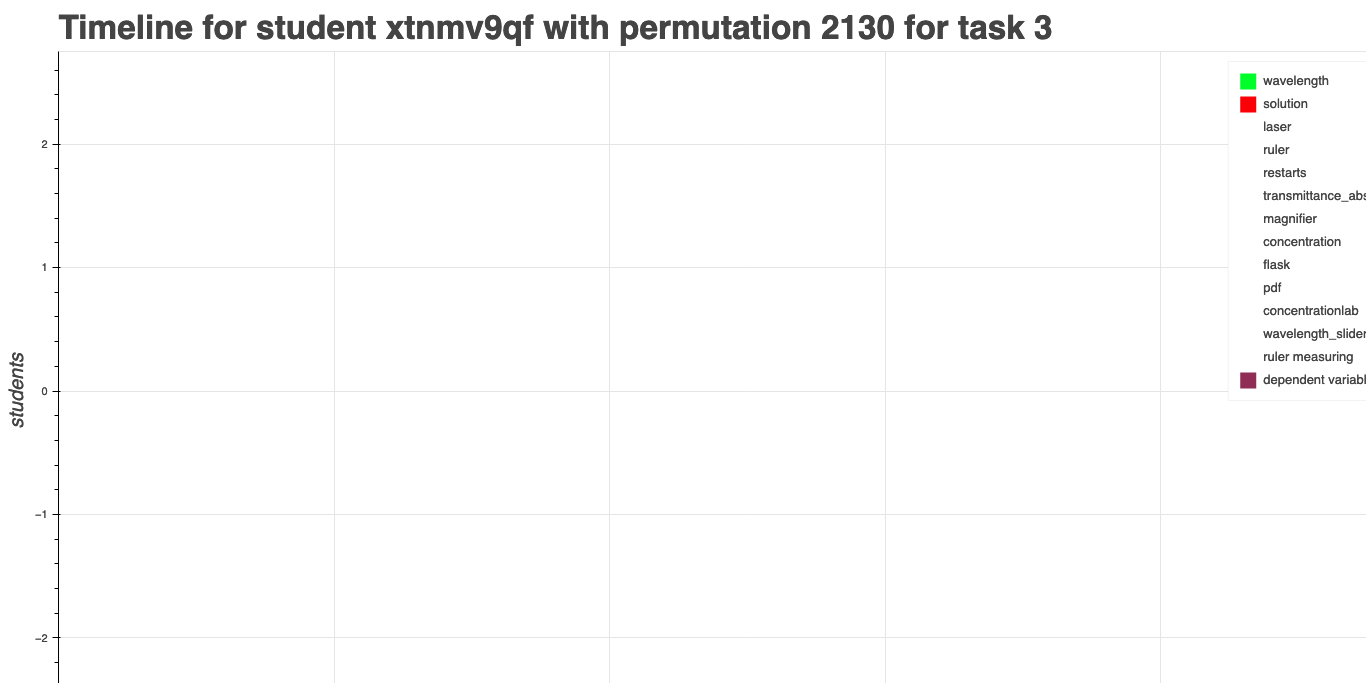 Timeline for student xtnmv9qf with permutation 2130 for task 3
students
2
1
0
−1
−2
wavelength
solution
laser
ruler
restarts
transmittance_abs
magnifier
concentration
flask
pdf
concentrationlab
wavelength_slider
ruler measuring
dependent variabl